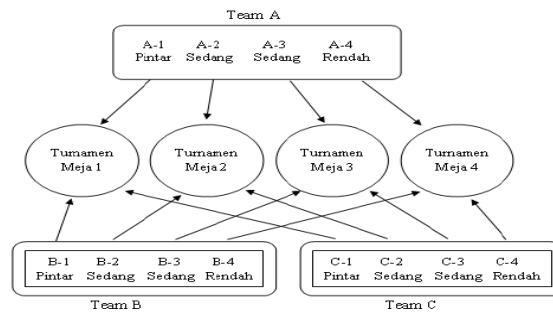 Team A
A-1 A-2 A-3 A-4
Pintar Sedang Sedang Rendah
Turnamen Turnamen Turnamen Turnamen
Meja 1 Meja 2 Meja 3 Meja 4
B-1 B-2 B-3 B-4 C-1 C-2 C-3 C-4
Pintar Sedang Sedang Rendah Pintar Sedang Sedang Rendah
Team B Team C